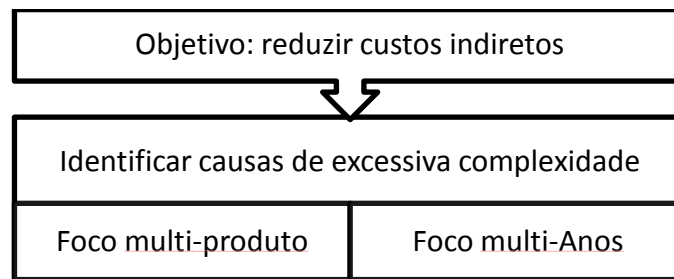 Objetivo: reduzir custos indiretos
Identificar causas de excessiva complexidade
Foco multi-produto
Foco multi-Anos